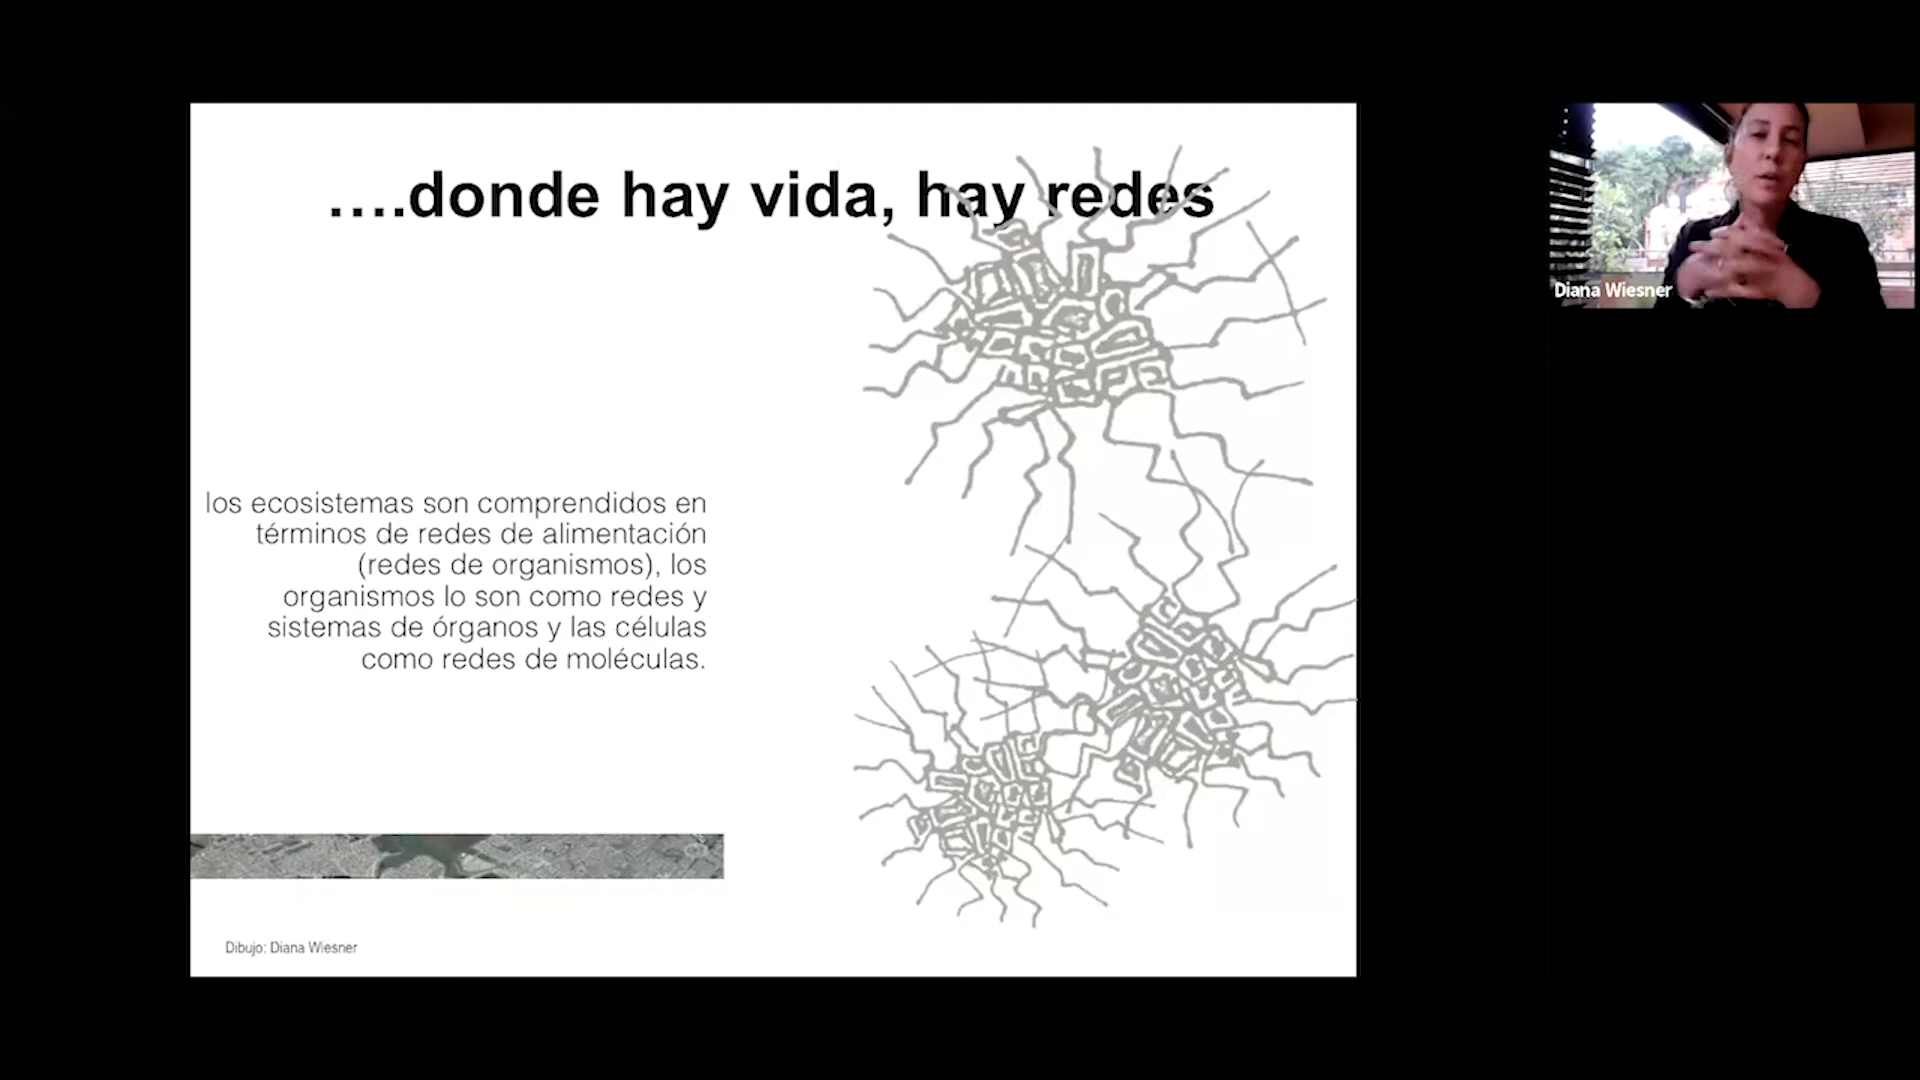 ....donde hay vida, hay redes
los ecosistemas son comprendidos en
términos de redes de alimentación
(redes de organismos), los
organismos lo son como redes y
sistemas de órganos y las células
como redes de moléculas.
Dibujo: Diana Wiesner
Diana Wiesner